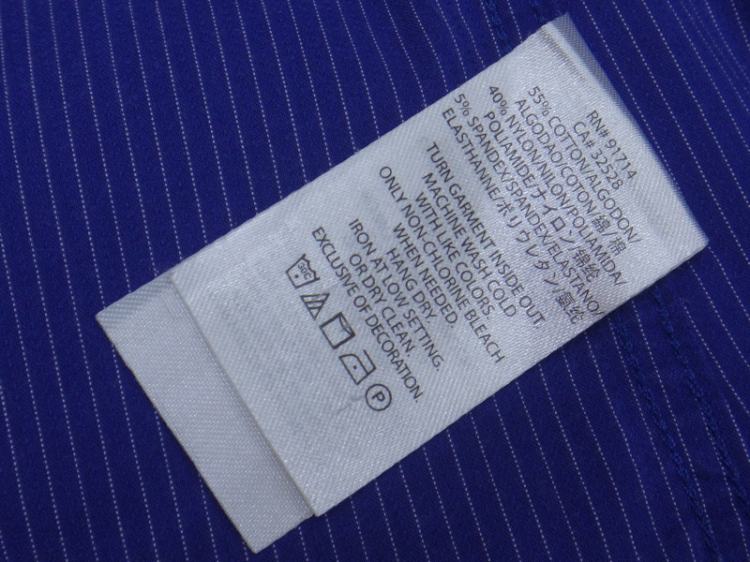 RN# 91714
CA# 32528
55% COTTON/ALGODON/
ALGODAO/COTON/綿/棉
40% NYLON/NILON/POLIAMIDA/
POLIAMIDE/ナイロン/锦纶
5% SPANDEX/SPANDEX/ELASTANO/
ELASTHANNE/ポリウレタン/氨纶
TURN GARMENT INSIDE OUT.
MACHINE WASH COLD
WITH LIKE COLORS.
ONLY NON-CHLORINE BLEACH
WHEN NEEDED.
HANG DRY.
IRON AT LOW SETTING.
OR DRY CLEAN.
EXCLUSIVE OF DECORATION.
P